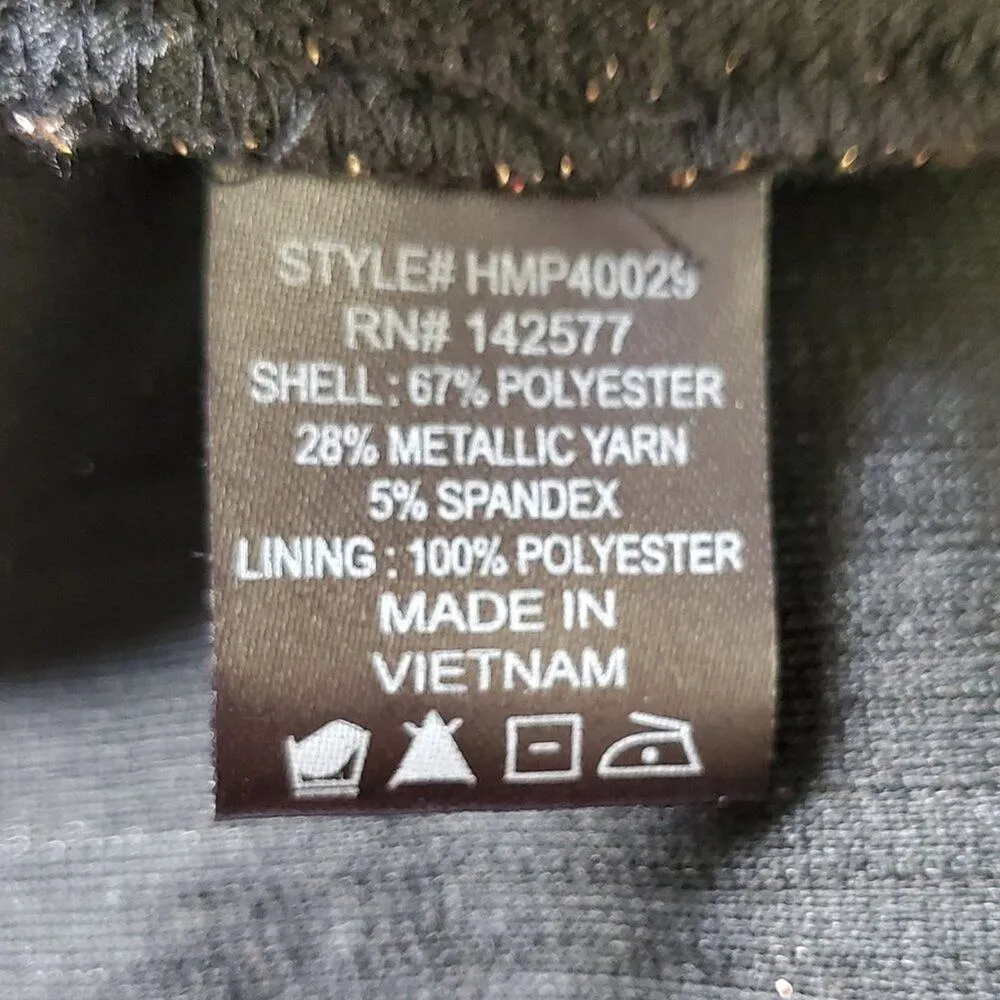 STYLE# HMP40029
RN# 142577
SHELL : 67% POLYESTER
28% METALLIC YARN
5% SPANDEX
LINING : 100% POLYESTER
MADE IN
VIETNAM